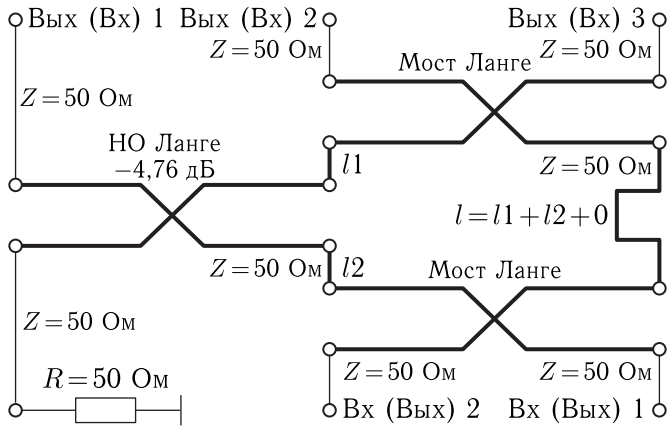 Вых (Вх) 1 Вых (Вх) 2 Вых (Вх) 3
Z=50 Ом Z=50 Ом
Мост Ланге
Z=50 Ом
НО Ланге
−4,76 дБ
l1 Z=50 Ом
l=l1+l2+0
Z=50 Ом l2 Мост Ланге
Z=50 Ом
R=50 Ом Z=50 Ом Z=50 Ом
Вх (Вых) 2 Вх (Вых) 1